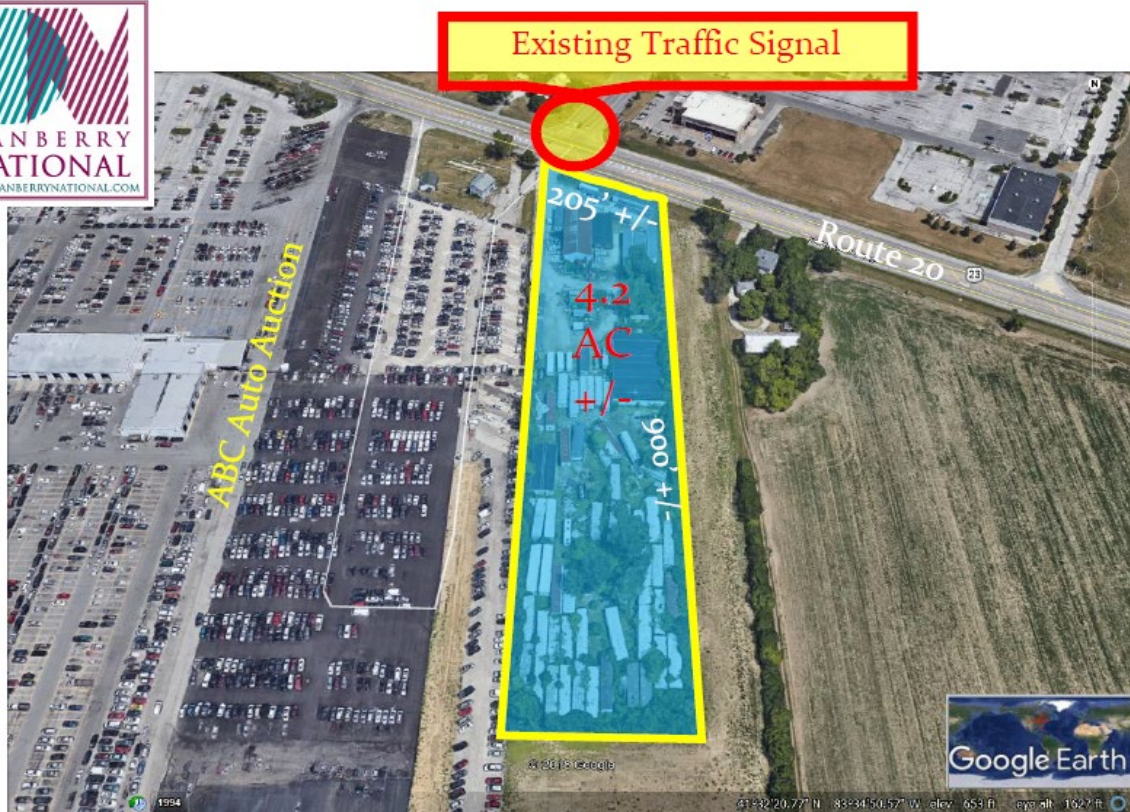 ANBERRY
NATIONAL
ANBERRYNATIONAL.COM
Existing Traffic Signal
N
205' +/-
Route 20
23
4.2
AC
+/-
900' +/-
ABC Auto Auction
© 2018 Google
Google Earth
1994
41°32'20.77" N 83°34'50.57" W elev 653 ft eye alt 1627 ft